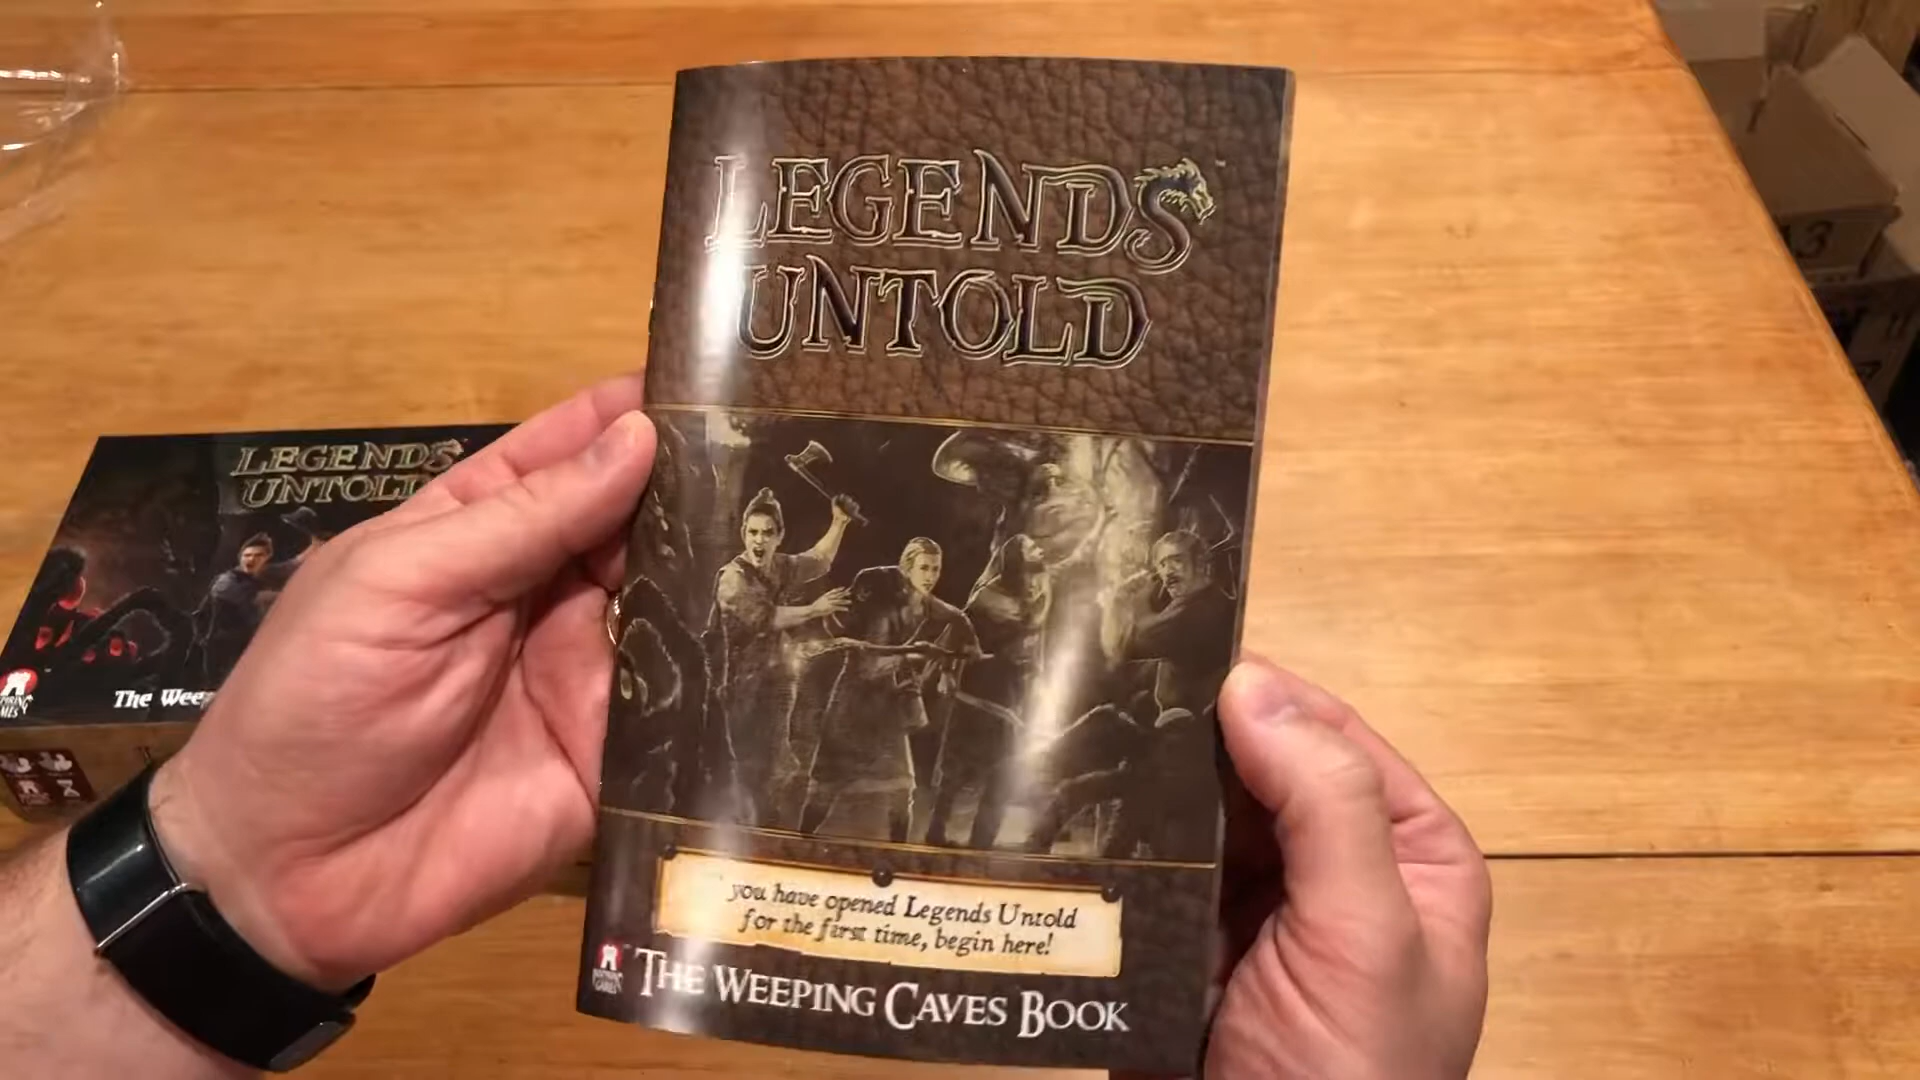 LEGENDS
UNTOLD
you have opened Legends Untold
for the first time, begin here!
THE WEEPING CAVES BOOK
LEGENDS
UNTOLD
The